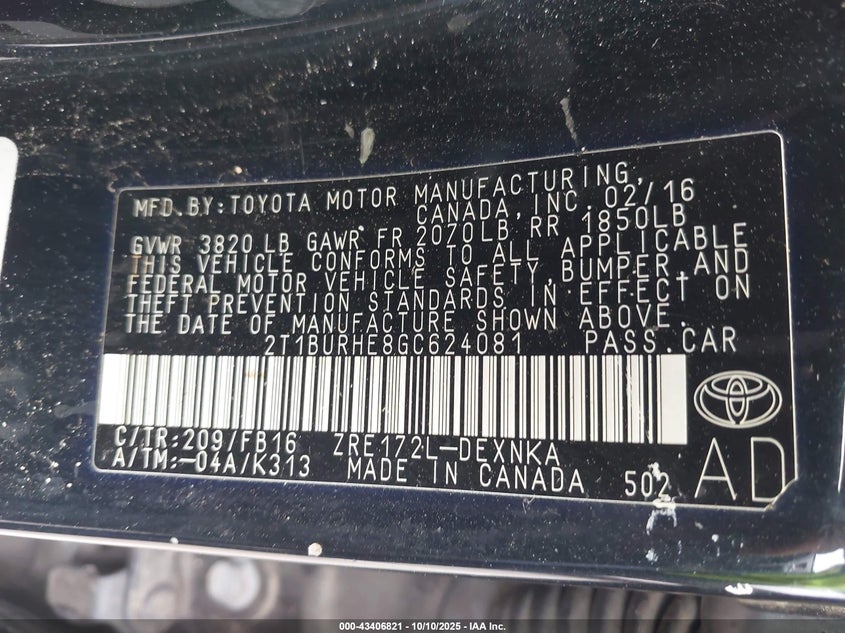 MFD.BY:TOYOTA MOTOR MANUFACTURING,
CANADA, INC. 02/16
GVWR 3820 LB GAWR FR 2070LB RR 1850LB
THIS VEHICLE CONFORMS TO ALL APPLICABLE
FEDERAL MOTOR VEHICLE SAFETY, BUMPER, AND
THEFT PREVENTION STANDARDS IN EFFECT ON
THE DATE OF MANUFACTURE SHOWN ABOVE.
2T1BURHE8GC624081 PASS.CAR
C/TR:209/FB16 ZRE172L-DEXNKA
A/TM:-04A/K313 MADE IN CANADA 502
AD
000-43406821 - 10/10/2025 - IAA Inc.